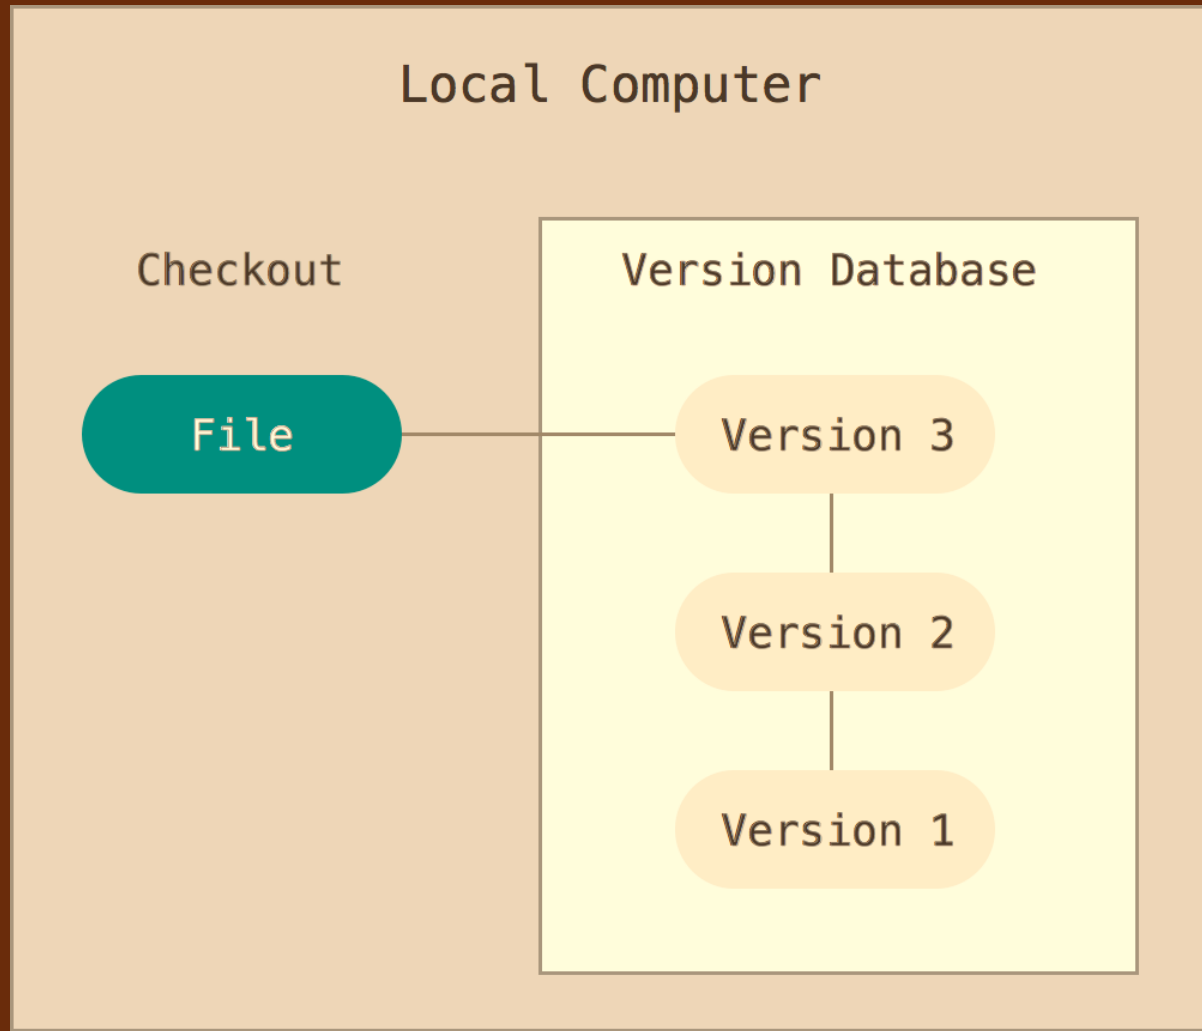 Local Computer
Checkout
Version Database
File
Version 3
Version 2
Version 1